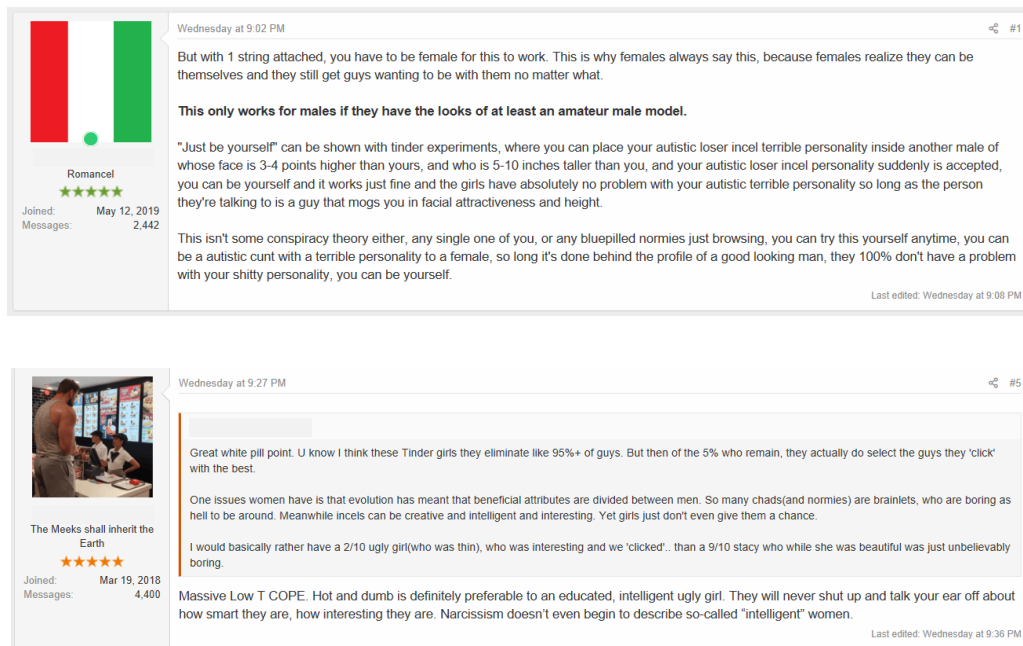 Wednesday at 9:02 PM
#1
But with 1 string attached, you have to be female for this to work. This is why females always say this, because females realize they can be
themselves and they still get guys wanting to be with them no matter what.
This only works for males if they have the looks of at least an amateur male model.
"Just be yourself" can be shown with tinder experiments, where you can place your autistic loser incel terrible personality inside another male of
whose face is 3-4 points higher than yours, and who is 5-10 inches taller than you, and your autistic loser incel personality suddenly is accepted,
you can be yourself and it works just fine and the girls have absolutely no problem with your autistic terrible personality so long as the person
they're talking to is a guy that mogs you in facial attractiveness and height.
This isn't some conspiracy theory either, any single one of you, or any bluepilled normies just browsing, you can try this yourself anytime, you can
be a autistic cunt with a terrible personality to a female, so long it's done behind the profile of a good looking man, they 100% don't have a problem
with your shitty personality, you can be yourself.
Last edited: Wednesday at 9:08 PM
Romancel
Joined: May 12, 2019
Messages: 2,442
Wednesday at 9:27 PM
#5
Great white pill point. U know I think these Tinder girls they eliminate like 95%+ of guys. But then of the 5% who remain, they actually do select the guys they 'click'
with the best.
One issues women have is that evolution has meant that beneficial attributes are divided between men. So many chads(and normies) are brainlets, who are boring as
hell to be around. Meanwhile incels can be creative and intelligent and interesting. Yet girls just don't even give them a chance.
I would basically rather have a 2/10 ugly girl(who was thin), who was interesting and we 'clicked'.. than a 9/10 stacy who while she was beautiful was just unbelievably
boring.
Massive Low T COPE. Hot and dumb is definitely preferable to an educated, intelligent ugly girl. They will never shut up and talk your ear off about
how smart they are, how interesting they are. Narcissism doesn't even begin to describe so-called "intelligent" women.
Last edited: Wednesday at 9:36 PM
The Meeks shall inherit the
Earth
Joined: Mar 19, 2018
Messages: 4,400